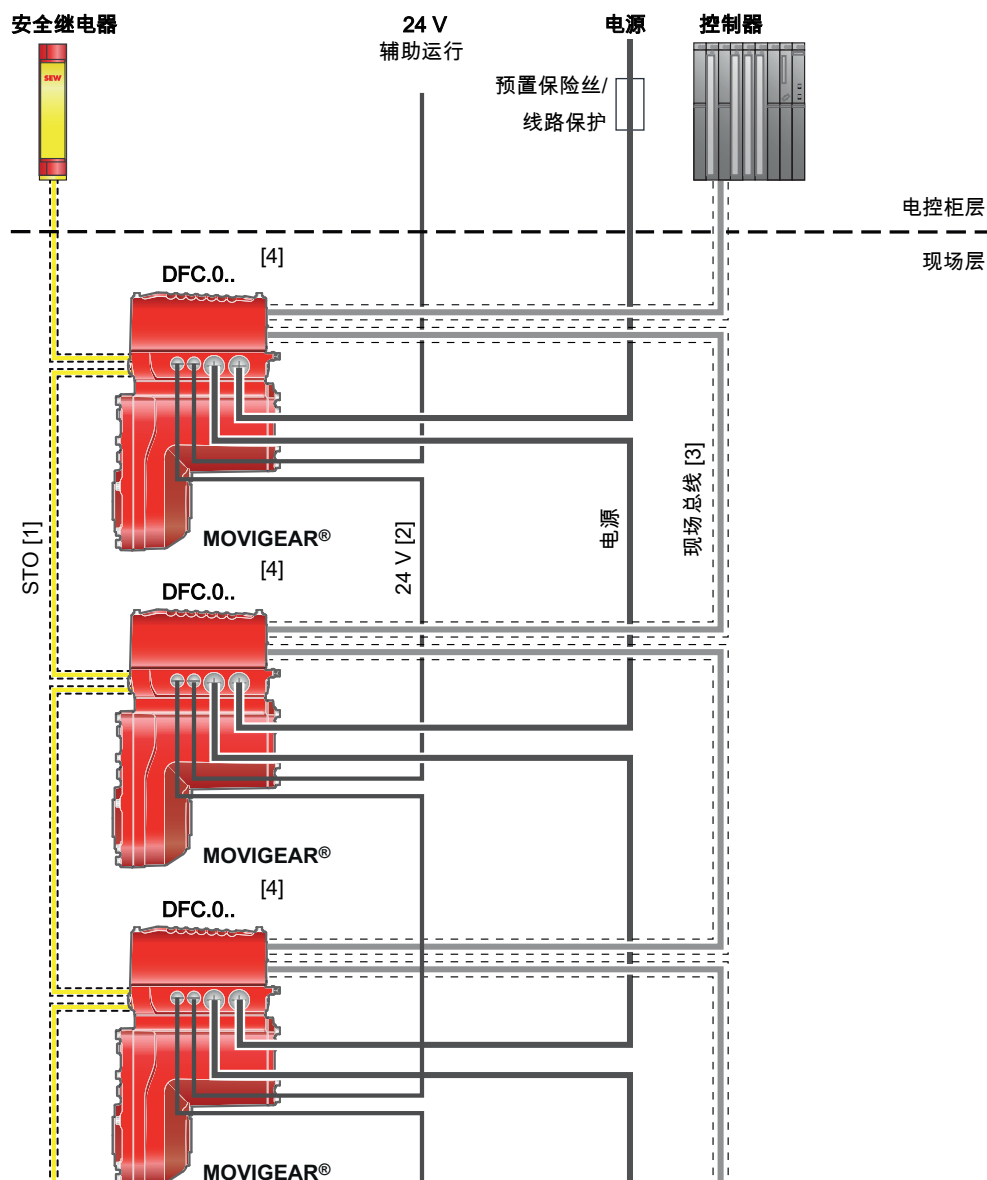 安全继电器
24 V
辅助运行
电源
控制器
SEW
预置保险丝/
线路保护
电控柜层
现场层
[4]
DFC.0..
MOVIGEAR®
STO [1]
24 V [2]
电源
现场总线 [3]
[4]
DFC.0..
MOVIGEAR®
[4]
DFC.0..
MOVIGEAR®